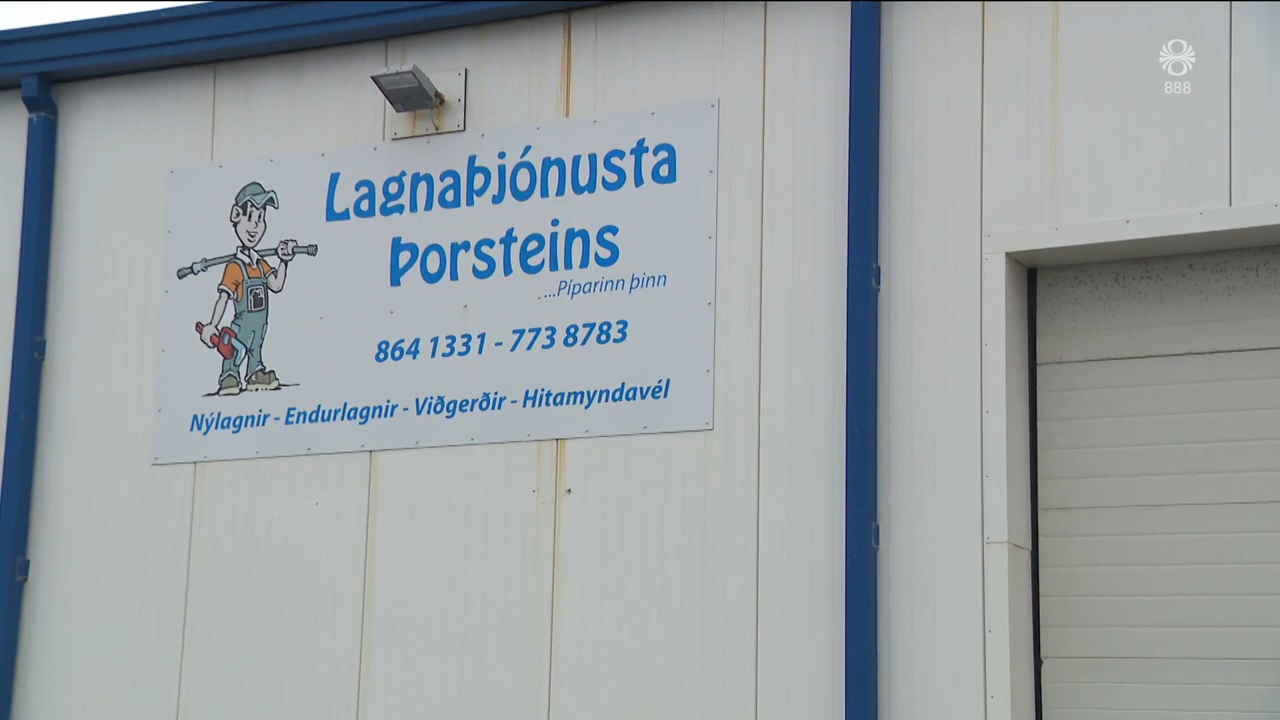 888
Lagnaþjónusta
Þorsteins
...Píparinn þinn
864 1331 - 773 8783
Nýlagnir - Endurlagnir - Viðgerðir - Hitamyndavél